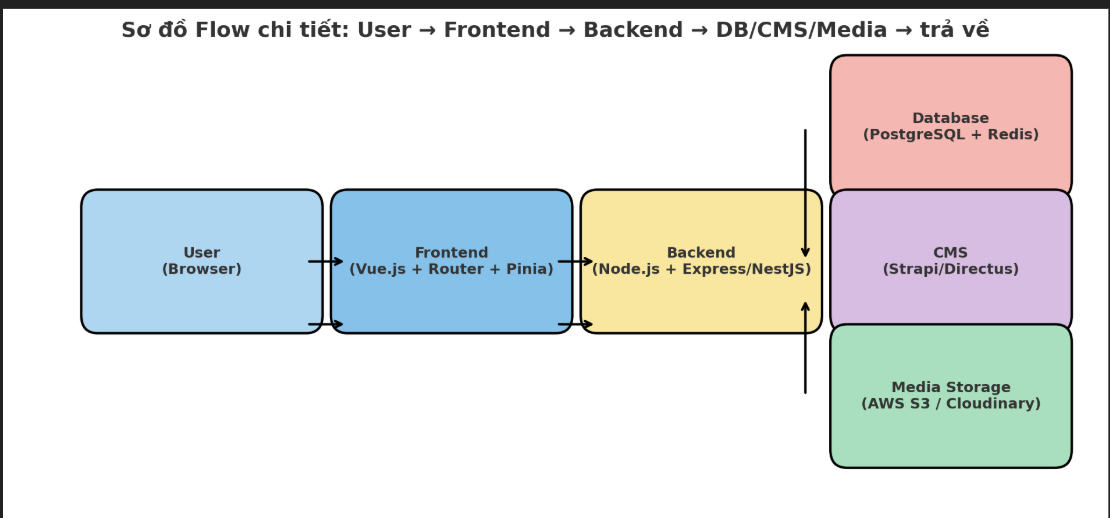 Sơ đồ Flow chi tiết: User → Frontend → Backend → DB/CMS/Media → trả về
Database
(PostgreSQL + Redis)
User
(Browser)
Frontend
(Vue.js + Router + Pinia)
Backend
(Node.js + Express/NestJS)
CMS
(Strapi/Directus)
Media Storage
(AWS S3 / Cloudinary)